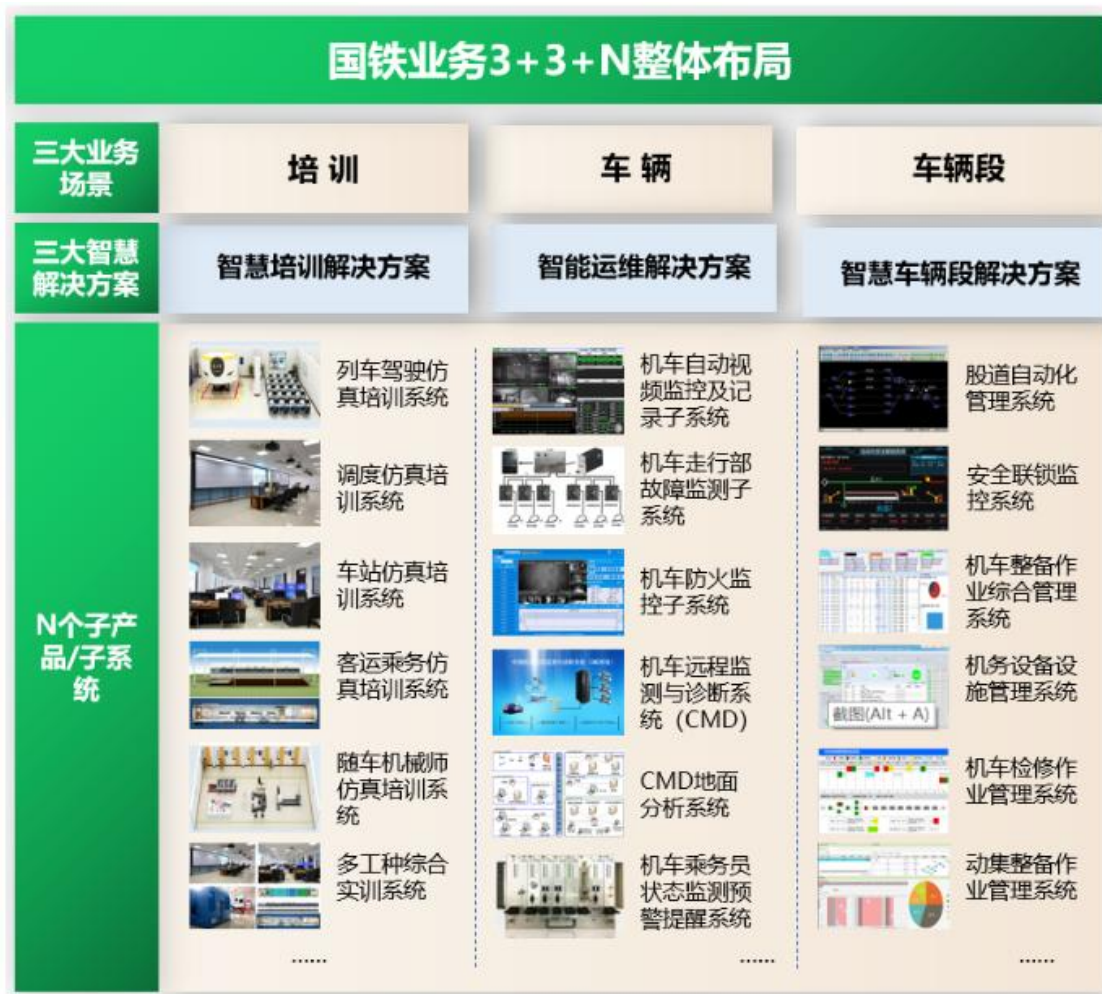 国铁业务3+3+N整体布局
三大业务
场景
培 训
车 辆
车辆段
三大智慧
解决方案
智慧培训解决方案
智能运维解决方案
智慧车辆段解决方案
N个子产
品/子系
统
列车驾驶仿
真培训系统
调度仿真培
训系统
车站仿真培
训系统
客运乘务仿
真培训系统
随车机械师
仿真培训系
统
多工种综合
实训系统
......
机车自动视
频监控及记
录子系统
机车走行部
故障监测子
系统
机车防火监
控子系统
机车远程监
测与诊断系
统（CMD）
CMD地面
分析系统
机车乘务员
状态监测预
警提醒系统
......
股道自动化
管理系统
安全联锁监
控系统
机车整备作
业综合管理
系统
机务设备设
施管理系统
截图(Alt + A)
机车检修作
业管理系统
动集整备作
业管理系统
......